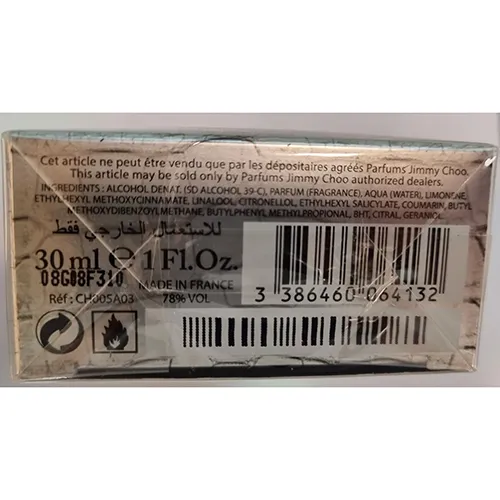 Cet article ne peut être vendu que par les dépositaires agréés Parfums Jimmy Choo.
This article may be sold only by Parfums Jimmy Choo authorized dealers.
INGREDIENTS : ALCOHOL DENAT. (SD ALCOHOL 39-C), PARFUM (FRAGRANCE), AQUA (WATER), LIMONENE,
ETHYLHEXYL METHOXYCINNAMATE, LINALOOL, CITRONELLOL, ETHYLHEXYL SALICYLATE, COUMARIN, BUTYL
METHOXYDIBENZOYLMETHANE, BUTYLPHENYL METHYLPROPIONAL, BHT, CITRAL, GERANIOL.
للاستعمال الخارجي فقط
30 ml e 1 Fl.Oz.
08G08F310 MADE IN FRANCE
Réf : CH005A03 78% VOL
3 386460 064132